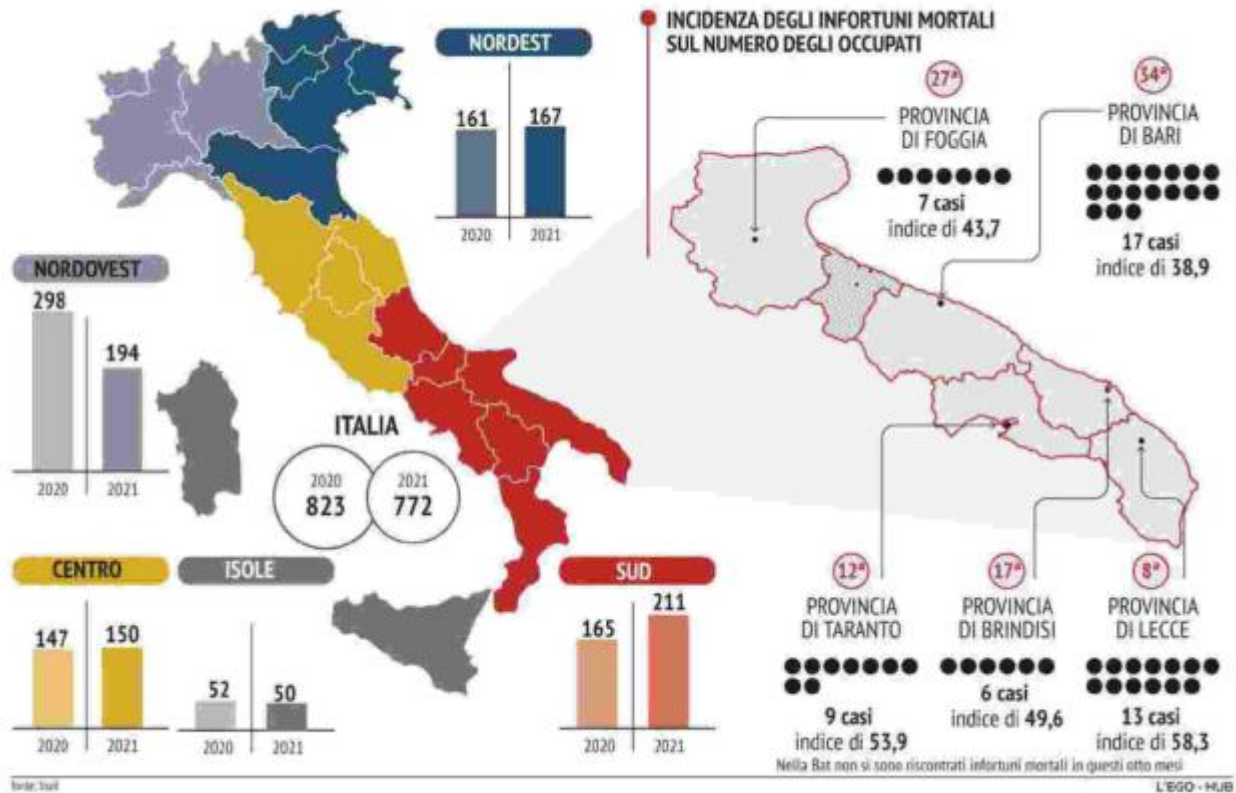 INCIDENZA DEGLI INFORTUNI MORTALI
SUL NUMERO DEGLI OCCUPATI
NORDEST
161
167
2020
2021
NORDOVEST
298
194
2020
2021
ITALIA
2020
823
2021
772
CENTRO
147
150
2020
2021
ISOLE
52
50
2020
2021
SUD
165
211
2020
2021
27ª
PROVINCIA
DI FOGGIA
7 casi
indice di 43,7
34ª
PROVINCIA
DI BARI
17 casi
indice di 38,9
12ª
PROVINCIA
DI TARANTO
9 casi
indice di 53,9
17ª
PROVINCIA
DI BRINDISI
6 casi
indice di 49,6
8ª
PROVINCIA
DI LECCE
13 casi
indice di 58,3
Nella Bat non si sono riscontrati infortuni mortali in questi otto mesi
fonte:
L'EGO - HUB